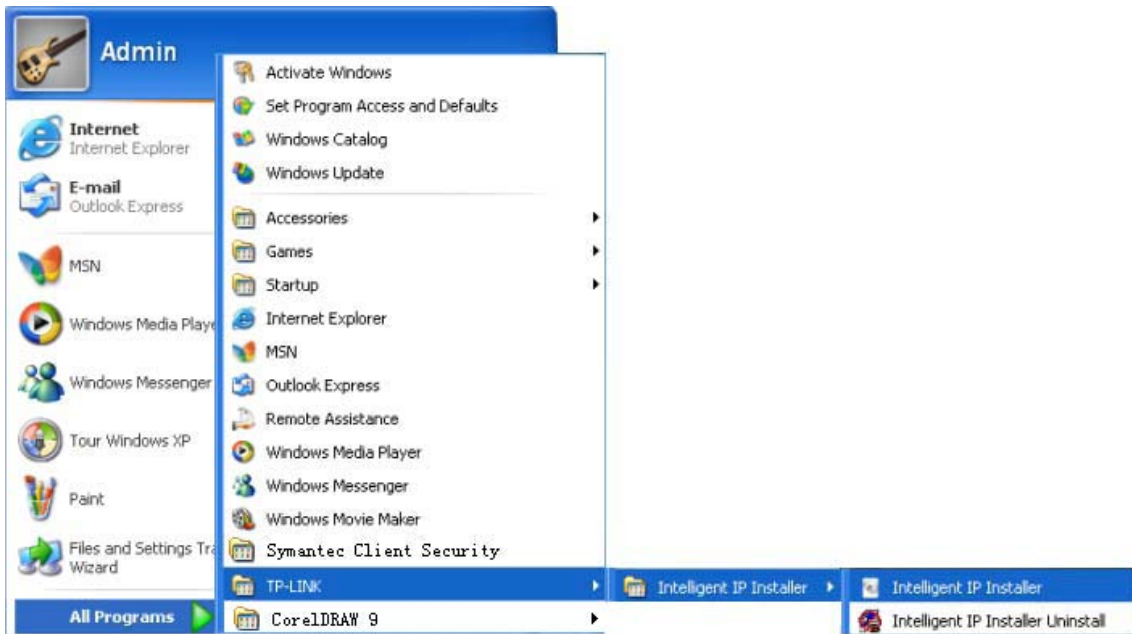 Admin
Internet
Internet Explorer
E-mail
Outlook Express
MSN
Windows Media Playe
Windows Messenger
Tour Windows XP
Paint
Files and Settings Tra
Wizard
All Programs
Activate Windows
Set Program Access and Defaults
Windows Catalog
Windows Update
Accessories
Games
Startup
Internet Explorer
MSN
Outlook Express
Remote Assistance
Windows Media Player
Windows Messenger
Windows Movie Maker
Symantec Client Security
TP-LINK
CorelDRAW 9
Intelligent IP Installer
Intelligent IP Installer
Intelligent IP Installer Uninstall